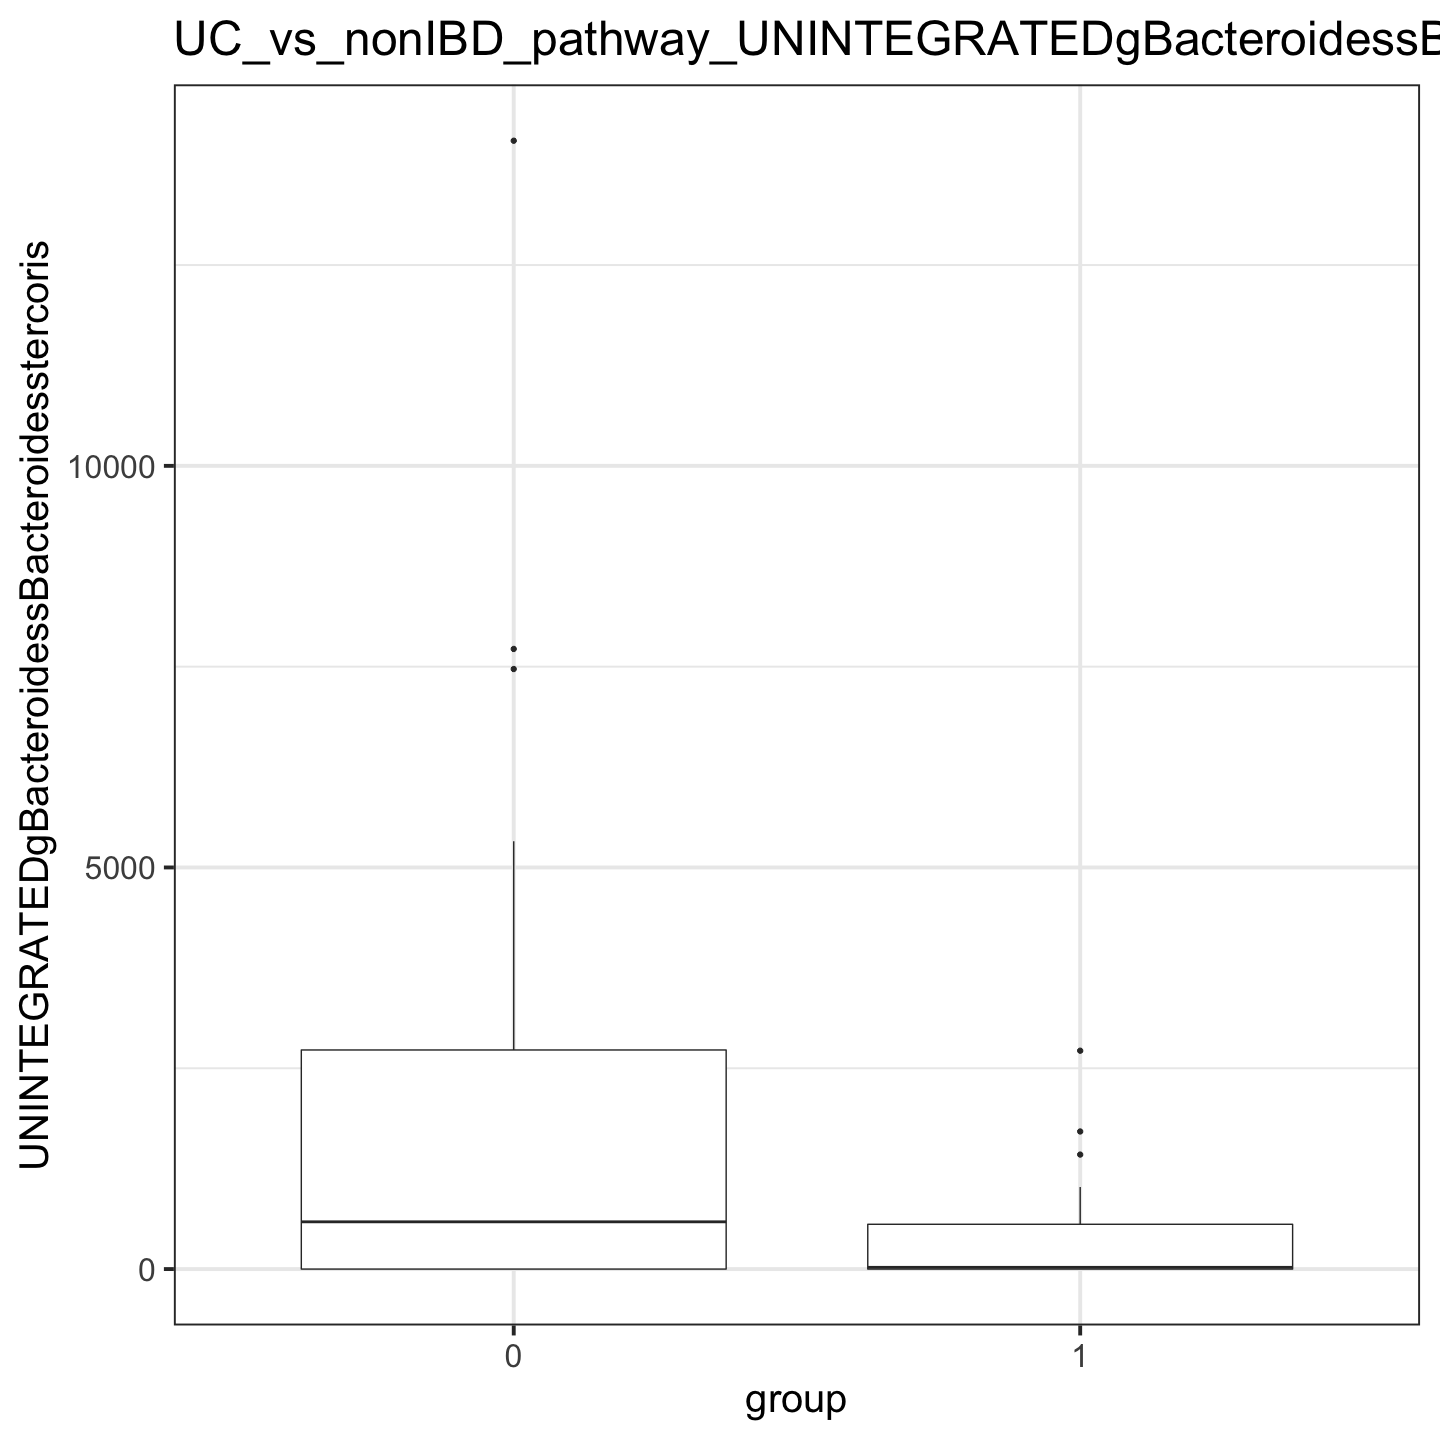 UC_vs_nonIBD_pathway_UNINTEGRATEDgBacteroidessB
UNINTEGRATEDgBacteroidessBacteroidesstercoris
10000
5000
0
0 1
group